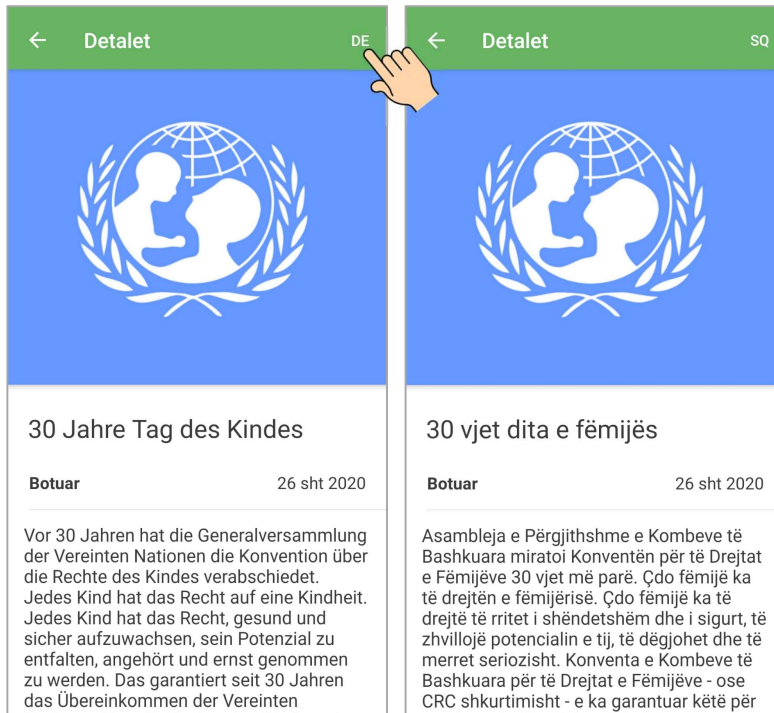 Detalet
DE
30 Jahre Tag des Kindes
Botuar
26 sht 2020
Vor 30 Jahren hat die Generalversammlung
der Vereinten Nationen die Konvention über
die Rechte des Kindes verabschiedet.
Jedes Kind hat das Recht auf eine Kindheit.
Jedes Kind hat das Recht, gesund und
sicher aufzuwachsen, sein Potenzial zu
entfalten, angehört und ernst genommen
zu werden. Das garantiert seit 30 Jahren
das Übereinkommen der Vereinten
Detalet
SQ
30 vjet dita e fëmijës
Botuar
26 sht 2020
Asambleja e Përgjithshme e Kombeve të
Bashkuara miratoi Konventën për të Drejtat
e Fëmijëve 30 vjet më parë. Çdo fëmijë ka
të drejtën e fëmijërisë. Çdo fëmijë ka të
drejtë të rritet i shëndetshëm dhe i sigurt, të
zhvillojë potencialin e tij, të dëgjohet dhe të
merret seriozisht. Konventa e Kombeve të
Bashkuara për të Drejtat e Fëmijëve - ose
CRC shkurtimisht - e ka garantuar këtë për